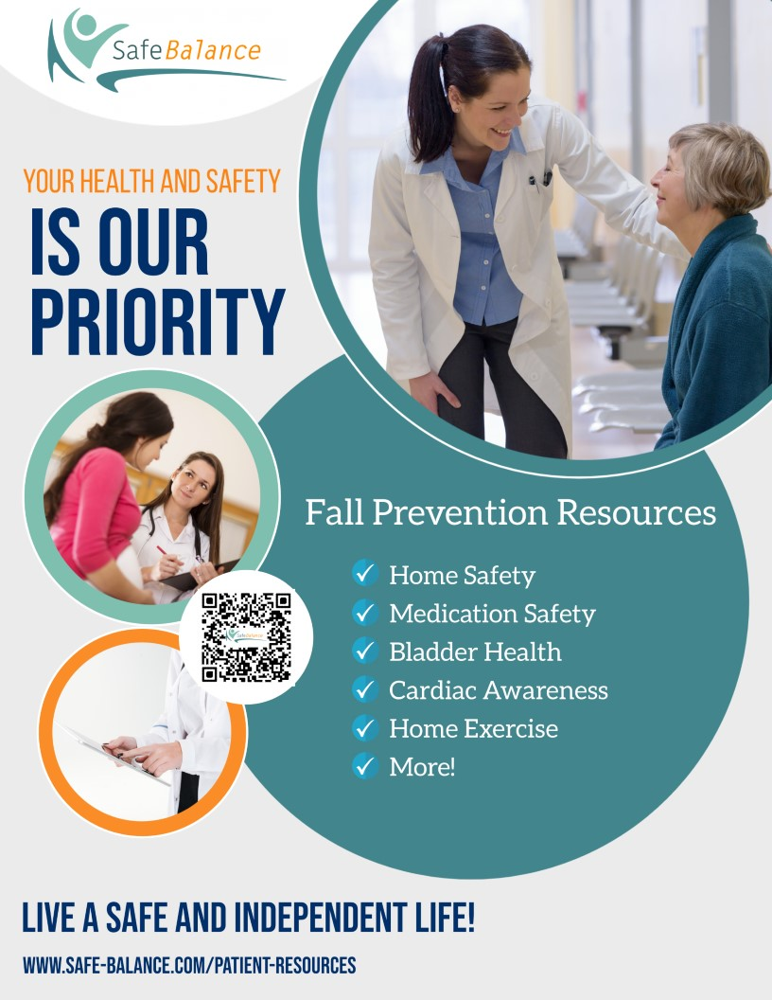 SafeBalance
YOUR HEALTH AND SAFETY
IS OUR
PRIORITY
Fall Prevention Resources
Home Safety
Medication Safety
Bladder Health
Cardiac Awareness
Home Exercise
More!
SafeBalance
LIVE A SAFE AND INDEPENDENT LIFE!
WWW.SAFE-BALANCE.COM/PATIENT-RESOURCES